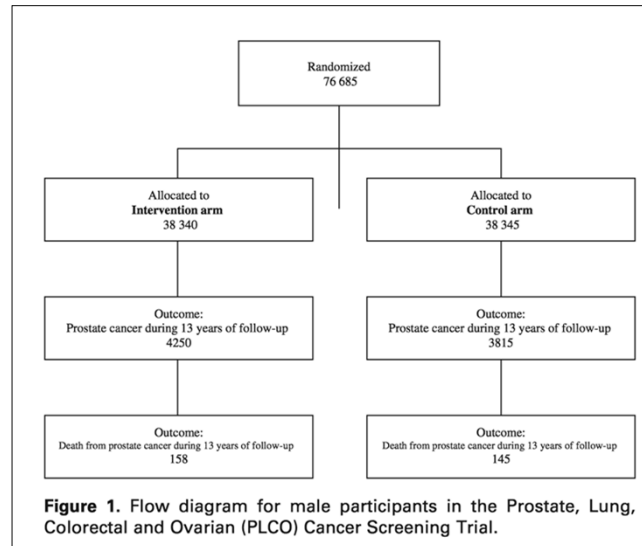 Randomized
76 685
Allocated to
Intervention arm
38 340
Allocated to
Control arm
38 345
Outcome:
Prostate cancer during 13 years of follow-up
4250
Outcome:
Prostate cancer during 13 years of follow-up
3815
Outcome:
Death from prostate cancer during 13 years of follow-up
158
Outcome:
Death from prostate cancer during 13 years of follow-up
145
Figure 1. Flow diagram for male participants in the Prostate, Lung,
Colorectal and Ovarian (PLCO) Cancer Screening Trial.